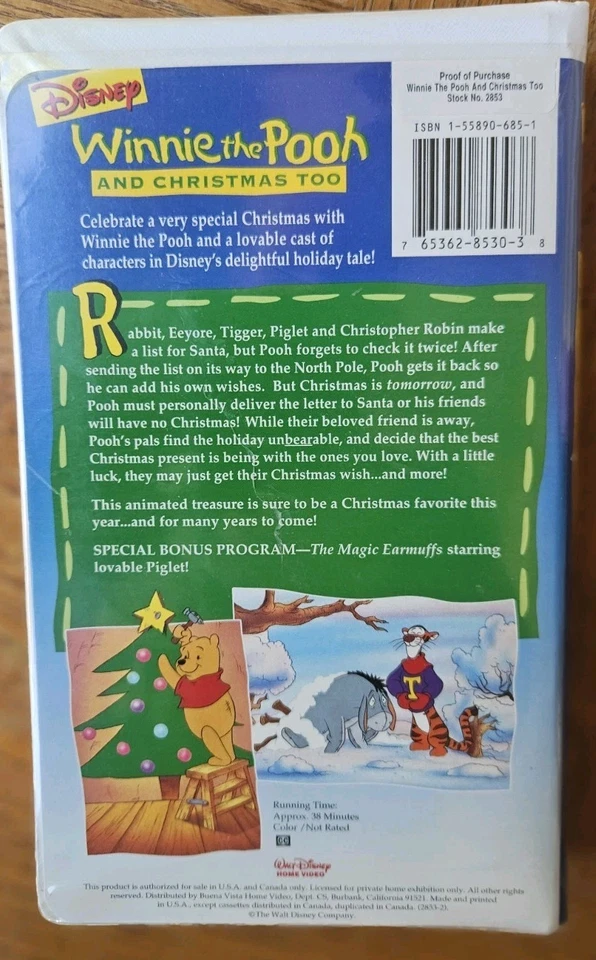 Disney
Winnie the Pooh
AND CHRISTMAS TOO
Proof of Purchase
Winnie The Pooh And Christmas Too
Stock No. 2853
ISBN 1-55890-685-1
7 65362-8530-3 8
Celebrate a very special Christmas with
Winnie the Pooh and a lovable cast of
characters in Disney's delightful holiday tale!
Rabbit, Eeyore, Tigger, Piglet and Christopher Robin make
a list for Santa, but Pooh forgets to check it twice! After
sending the list on its way to the North Pole, Pooh gets it back so
he can add his own wishes. But Christmas is tomorrow, and
Pooh must personally deliver the letter to Santa or his friends
will have no Christmas! While their beloved friend is away,
Pooh's pals find the holiday unbearable, and decide that the best
Christmas present is being with the ones you love. With a little
luck, they may just get their Christmas wish...and more!
This animated treasure is sure to be a Christmas favorite this
year...and for many years to come!
SPECIAL BONUS PROGRAM—The Magic Earmuffs starring
lovable Piglet!
T
Running Time:
Approx. 38 Minutes
Color /Not Rated
CC
Walt Disney
HOME VIDEO
This product is authorized for sale in U.S.A. and Canada only. Licensed for private home exhibition only. All other rights
reserved. Distributed by Buena Vista Home Video, Dept. CS, Burbank, California 91521. Made and printed
in U.S.A., except cassettes distributed in Canada, duplicated in Canada. (2853-2).
©The Walt Disney Company.